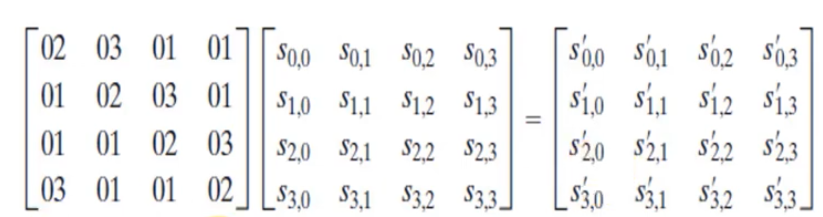 02 03 01 01 s0,0 s0,1 s0,2 s0,3 s′0,0 s′0,1 s′0,2 s′0,3
01 02 03 01 s1,0 s1,1 s1,2 s1,3 = s′1,0 s′1,1 s′1,2 s′1,3
01 01 02 03 s2,0 s2,1 s2,2 s2,3 s′2,0 s′2,1 s′2,2 s′2,3
03 01 01 02 s3,0 s3,1 s3,2 s3,3 s′3,0 s′3,1 s′3,2 s′3,3